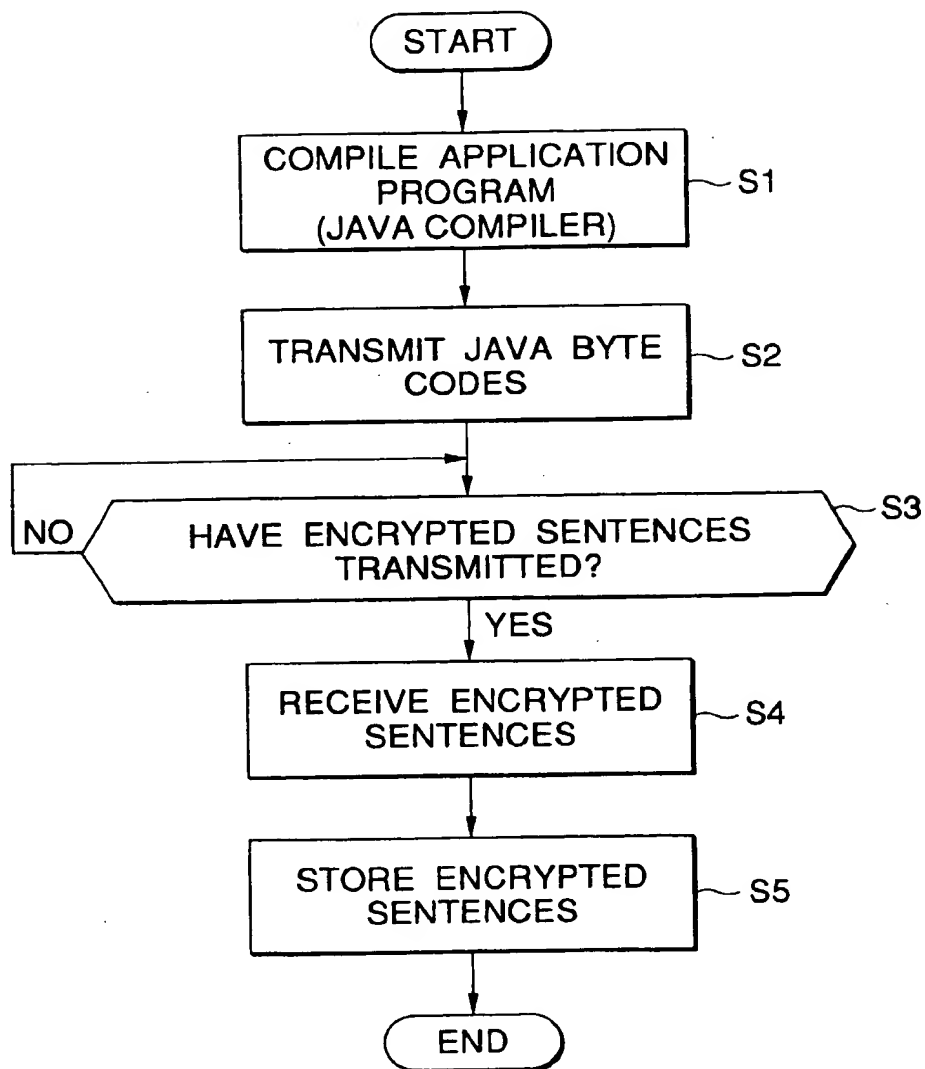 START
COMPILE APPLICATION
PROGRAM
(JAVA COMPILER)
S1
TRANSMIT JAVA BYTE
CODES
S2
NO
HAVE ENCRYPTED SENTENCES
TRANSMITTED?
S3
YES
RECEIVE ENCRYPTED
SENTENCES
S4
STORE ENCRYPTED
SENTENCES
S5
END